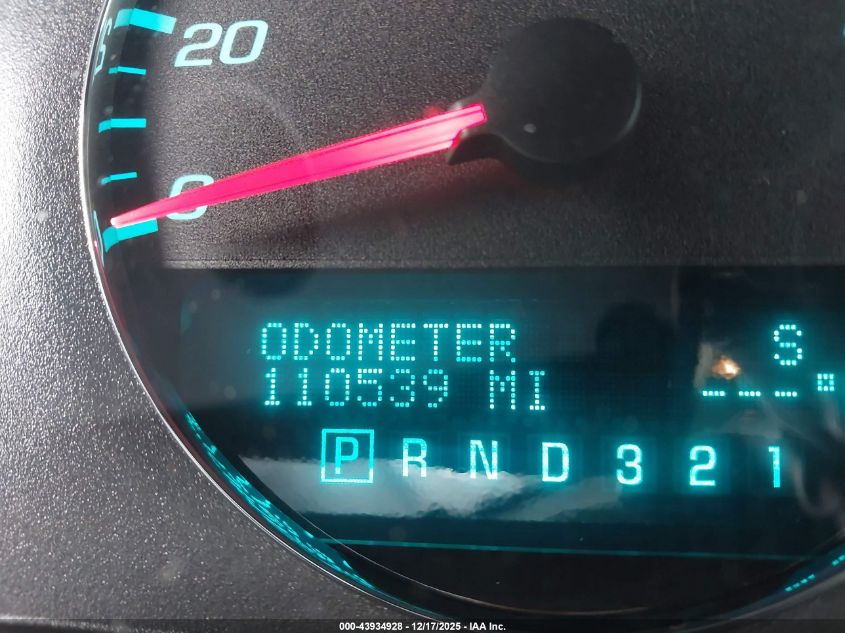 20
0
ODOMETER S
110539 MI ---.¤
P R N D 3 2 1
000-43934928 - 12/17/2025 - IAA Inc.